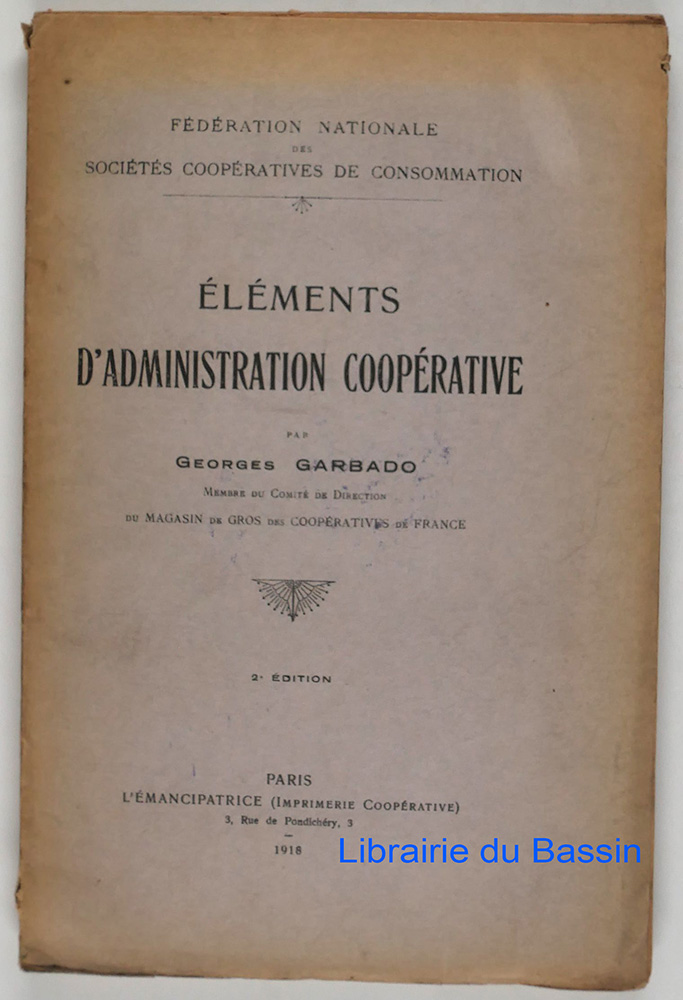 FÉDÉRATION NATIONALE
DES
SOCIÉTÉS COOPÉRATIVES DE CONSOMMATION
ÉLÉMENTS
D'ADMINISTRATION COOPÉRATIVE
PAR
GEORGES GARBADO
MEMBRE DU COMITÉ DE DIRECTION
DU MAGASIN DE GROS DES COOPÉRATIVES DE FRANCE
2e ÉDITION
PARIS
L'ÉMANCIPATRICE (IMPRIMERIE COOPÉRATIVE)
3, Rue de Pondichéry, 3
1918
Librairie du Bassin